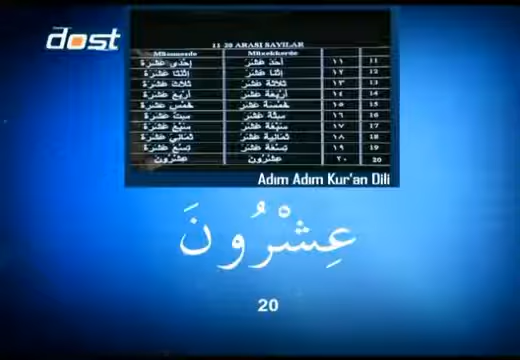 dost
11-20 ARASI SAYILAR
Müennesde Müzekkerde
إِحْدَى عَشْرَةَ أَحَدَ عَشَرَ ١١ 11
إِثْنَتَا عَشْرَةَ إِثْنَا عَشَرَ ١٢ 12
ثَلَاثَ عَشْرَةَ ثَلَاثَةَ عَشَرَ ١٣ 13
أَرْبَعَ عَشْرَةَ أَرْبَعَةَ عَشَرَ ١٤ 14
خَمْسَ عَشْرَةَ خَمْسَةَ عَشَرَ ١٥ 15
سِتَّ عَشْرَةَ سِتَّةَ عَشَرَ ١٦ 16
سَبْعَ عَشْرَةَ سَبْعَةَ عَشَرَ ١٧ 17
ثَمَانِيَ عَشْرَةَ ثَمَانِيَةَ عَشَرَ ١٨ 18
تِسْعَ عَشْرَةَ تِسْعَةَ عَشَرَ ١٩ 19
عِشْرُونَ عِشْرُونَ ٢٠ 20
Adım Adım Kur'an Dili
عِشْرُونَ
20